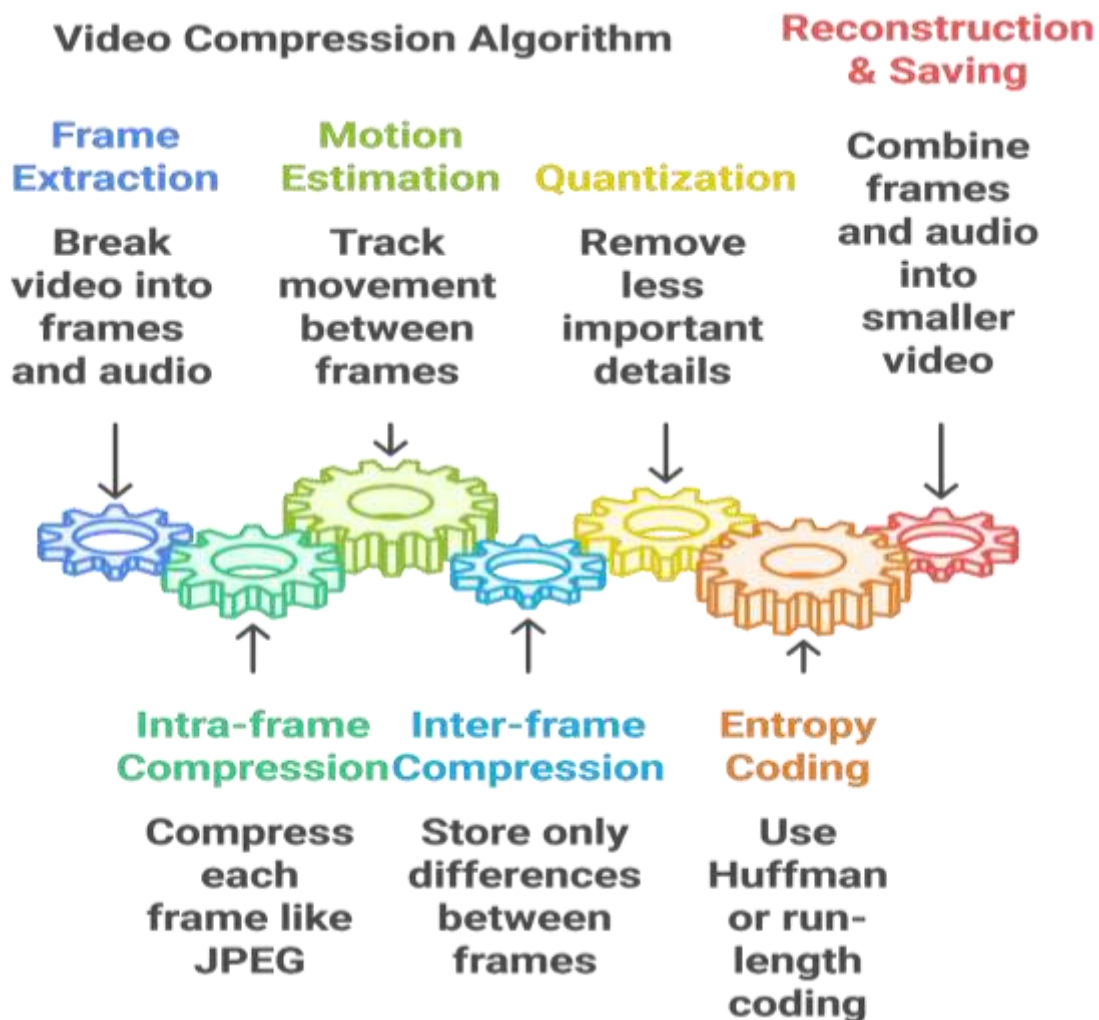 Video Compression Algorithm
Frame
Extraction
Break
video into
frames
and audio
Motion
Estimation
Track
movement
between
frames
Quantization
Remove
less
important
details
Reconstruction
& Saving
Combine
frames
and audio
into
smaller
video
Intra-frame
Compression
Compress
each
frame like
JPEG
Inter-frame
Compression
Store only
differences
between
frames
Entropy
Coding
Use
Huffman
or run-
length
coding